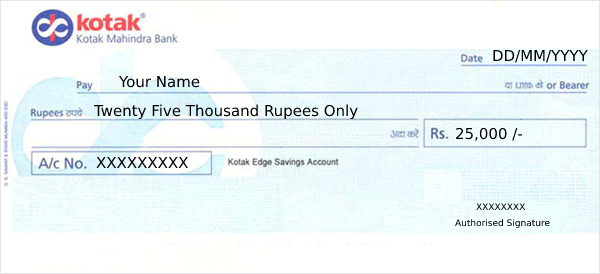 kotak®
Kotak Mahindra Bank
Date DD/MM/YYYY
Pay Your Name या धारक को or Bearer
Rupees रुपये Twenty Five Thousand Rupees Only
अदा करें Rs. 25,000 /-
A/c No. XXXXXXXXX Kotak Edge Savings Account
XXXXXXXX
Authorised Signature